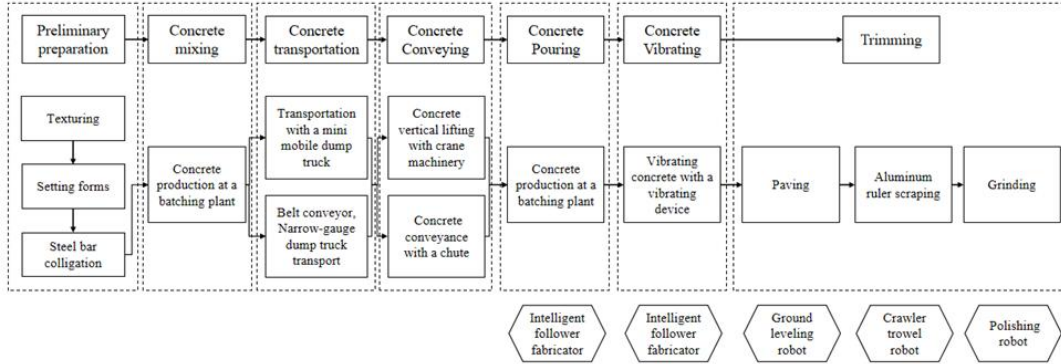 Preliminary
preparation
Concrete
mixing
Concrete
transportation
Concrete
Conveying
Concrete
Pouring
Concrete
Vibrating
Trimming
Texturing
Setting forms
Steel bar
colligation
Concrete
production at a
batching plant
Transportation
with a mini
mobile dump
truck
Belt conveyor,
Narrow-gauge
dump truck
transport
Concrete
vertical lifting
with crane
machinery
Concrete
conveyance
with a chute
Concrete
production at a
batching plant
Vibrating
concrete with a
vibrating
device
Paving
Aluminum
ruler scraping
Grinding
Intelligent
follower
fabricator
Intelligent
follower
fabricator
Ground
leveling
robot
Crawler
trowel
robot
Polishing
robot